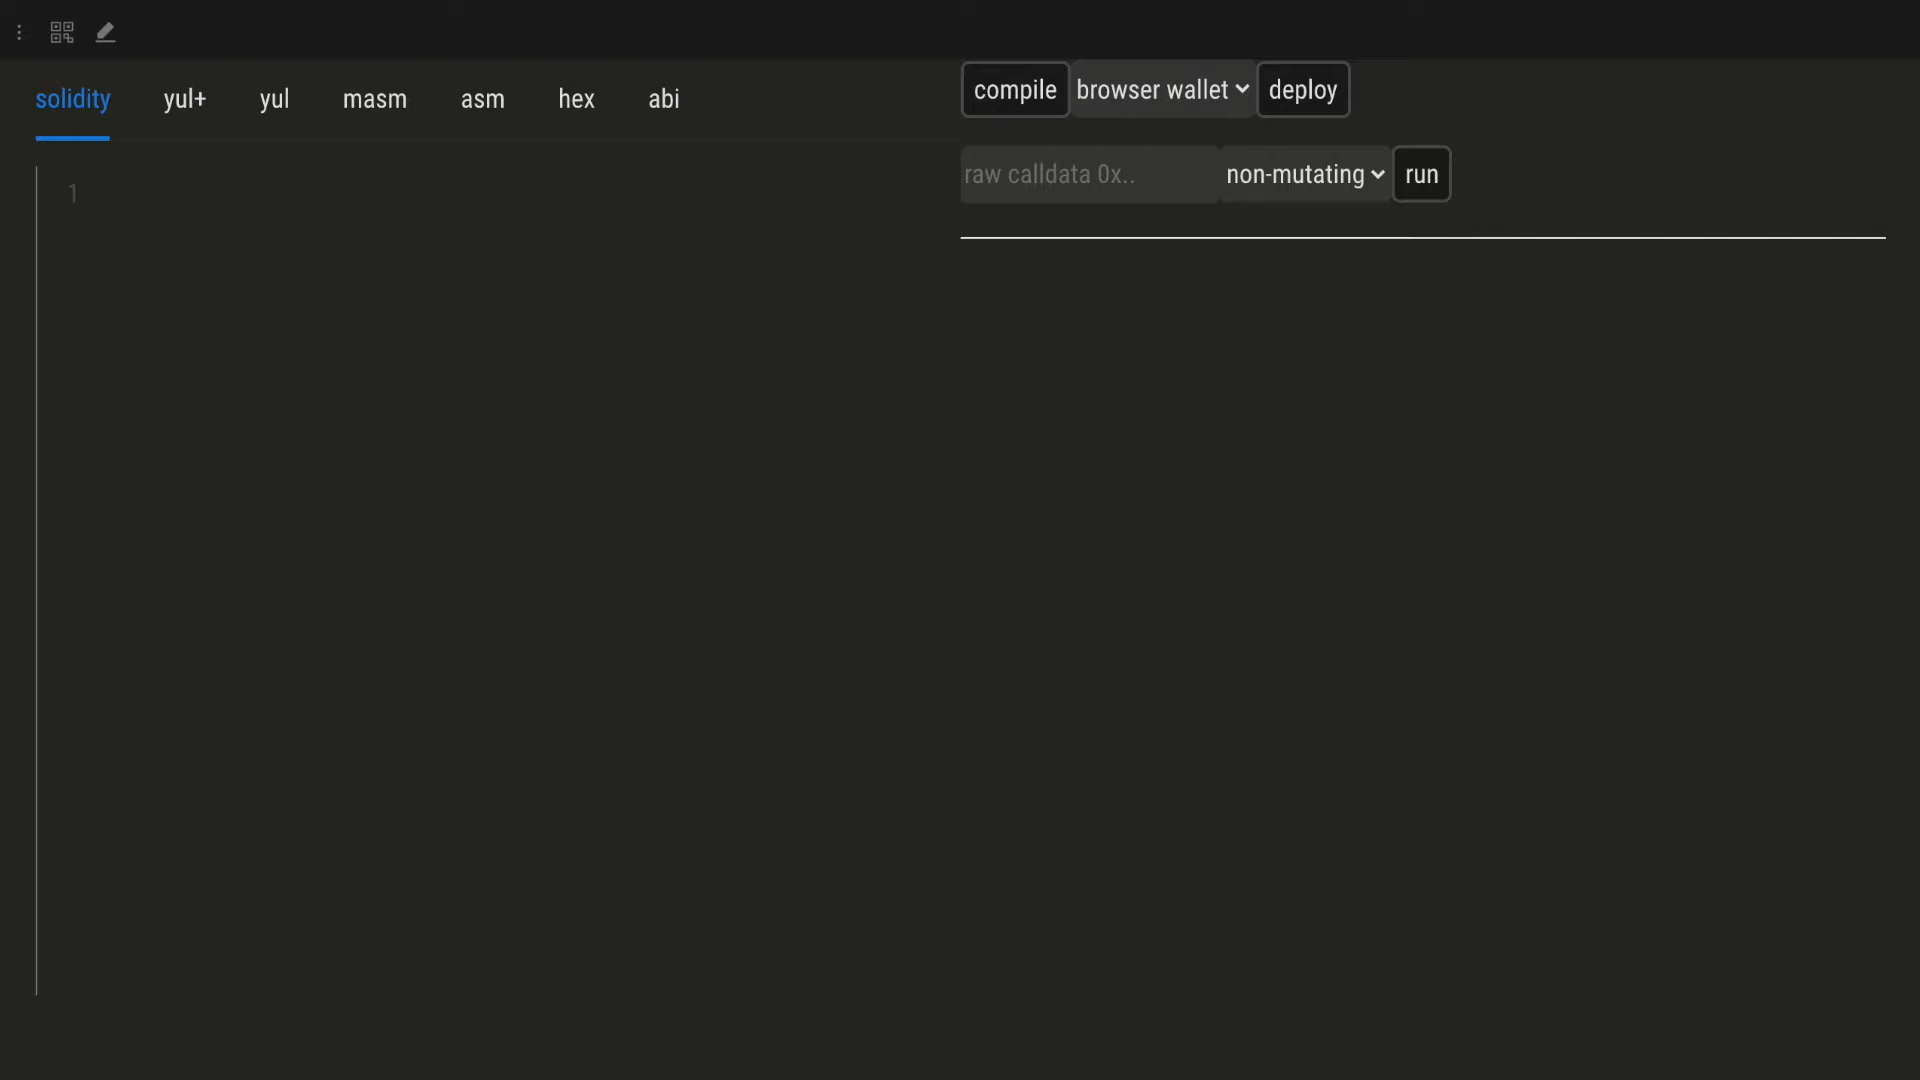 solidity yul+ yul masm asm hex abi
compile browser wallet deploy
raw calldata 0x.. non-mutating run
1